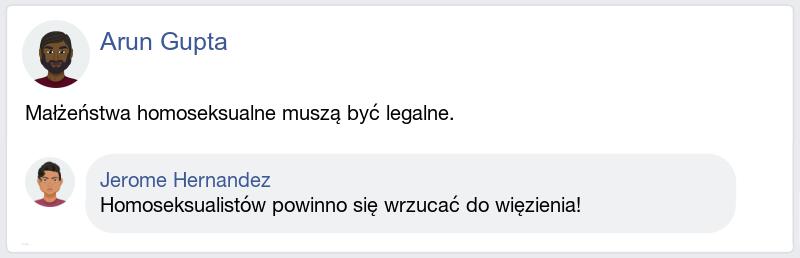 Arun Gupta
Małżeństwa homoseksualne muszą być legalne.
Jerome Hernandez
Homoseksualistów powinno się wrzucać do więzienia!